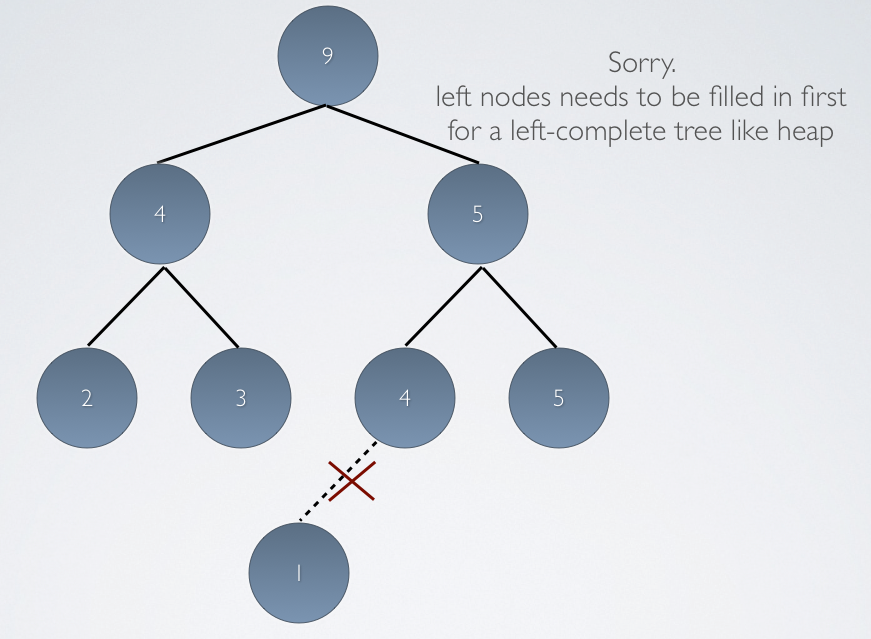 9
Sorry.
left nodes needs to be filled in first
for a left-complete tree like heap
4
5
2
3
4
5
1